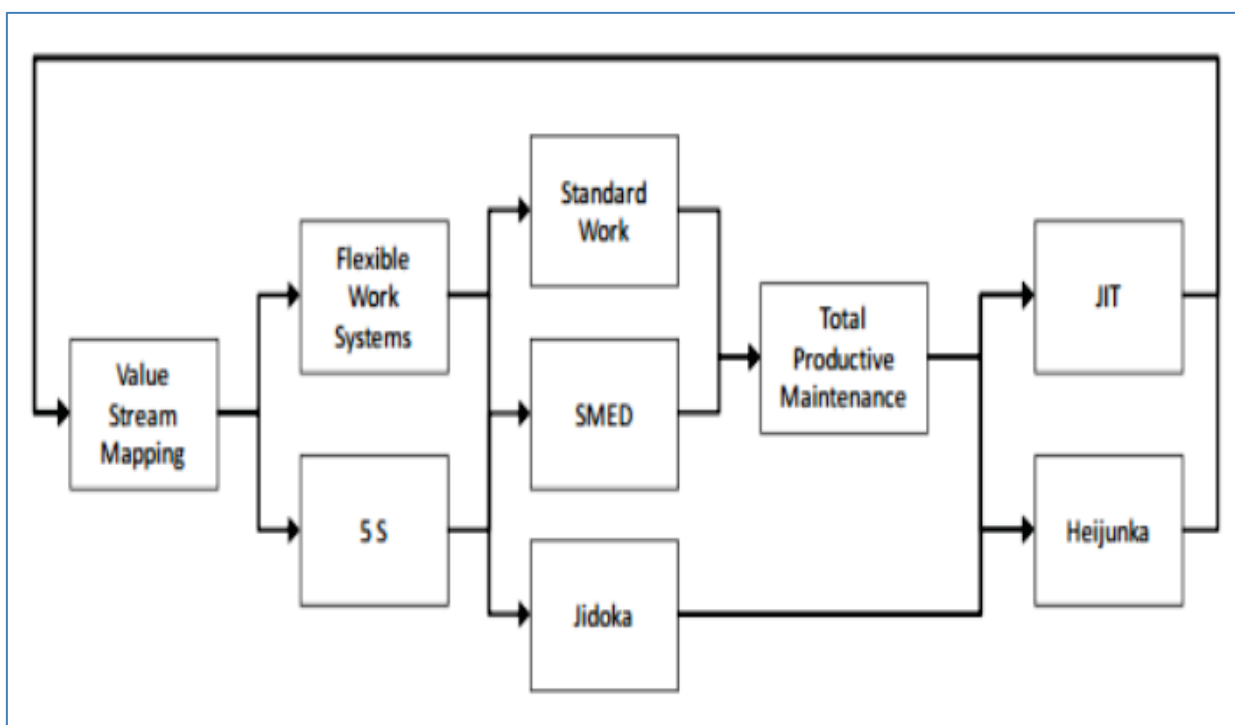 Value
Stream
Mapping
Flexible
Work
Systems
5 S
Standard
Work
SMED
Jidoka
Total
Productive
Maintenance
JIT
Heijunka